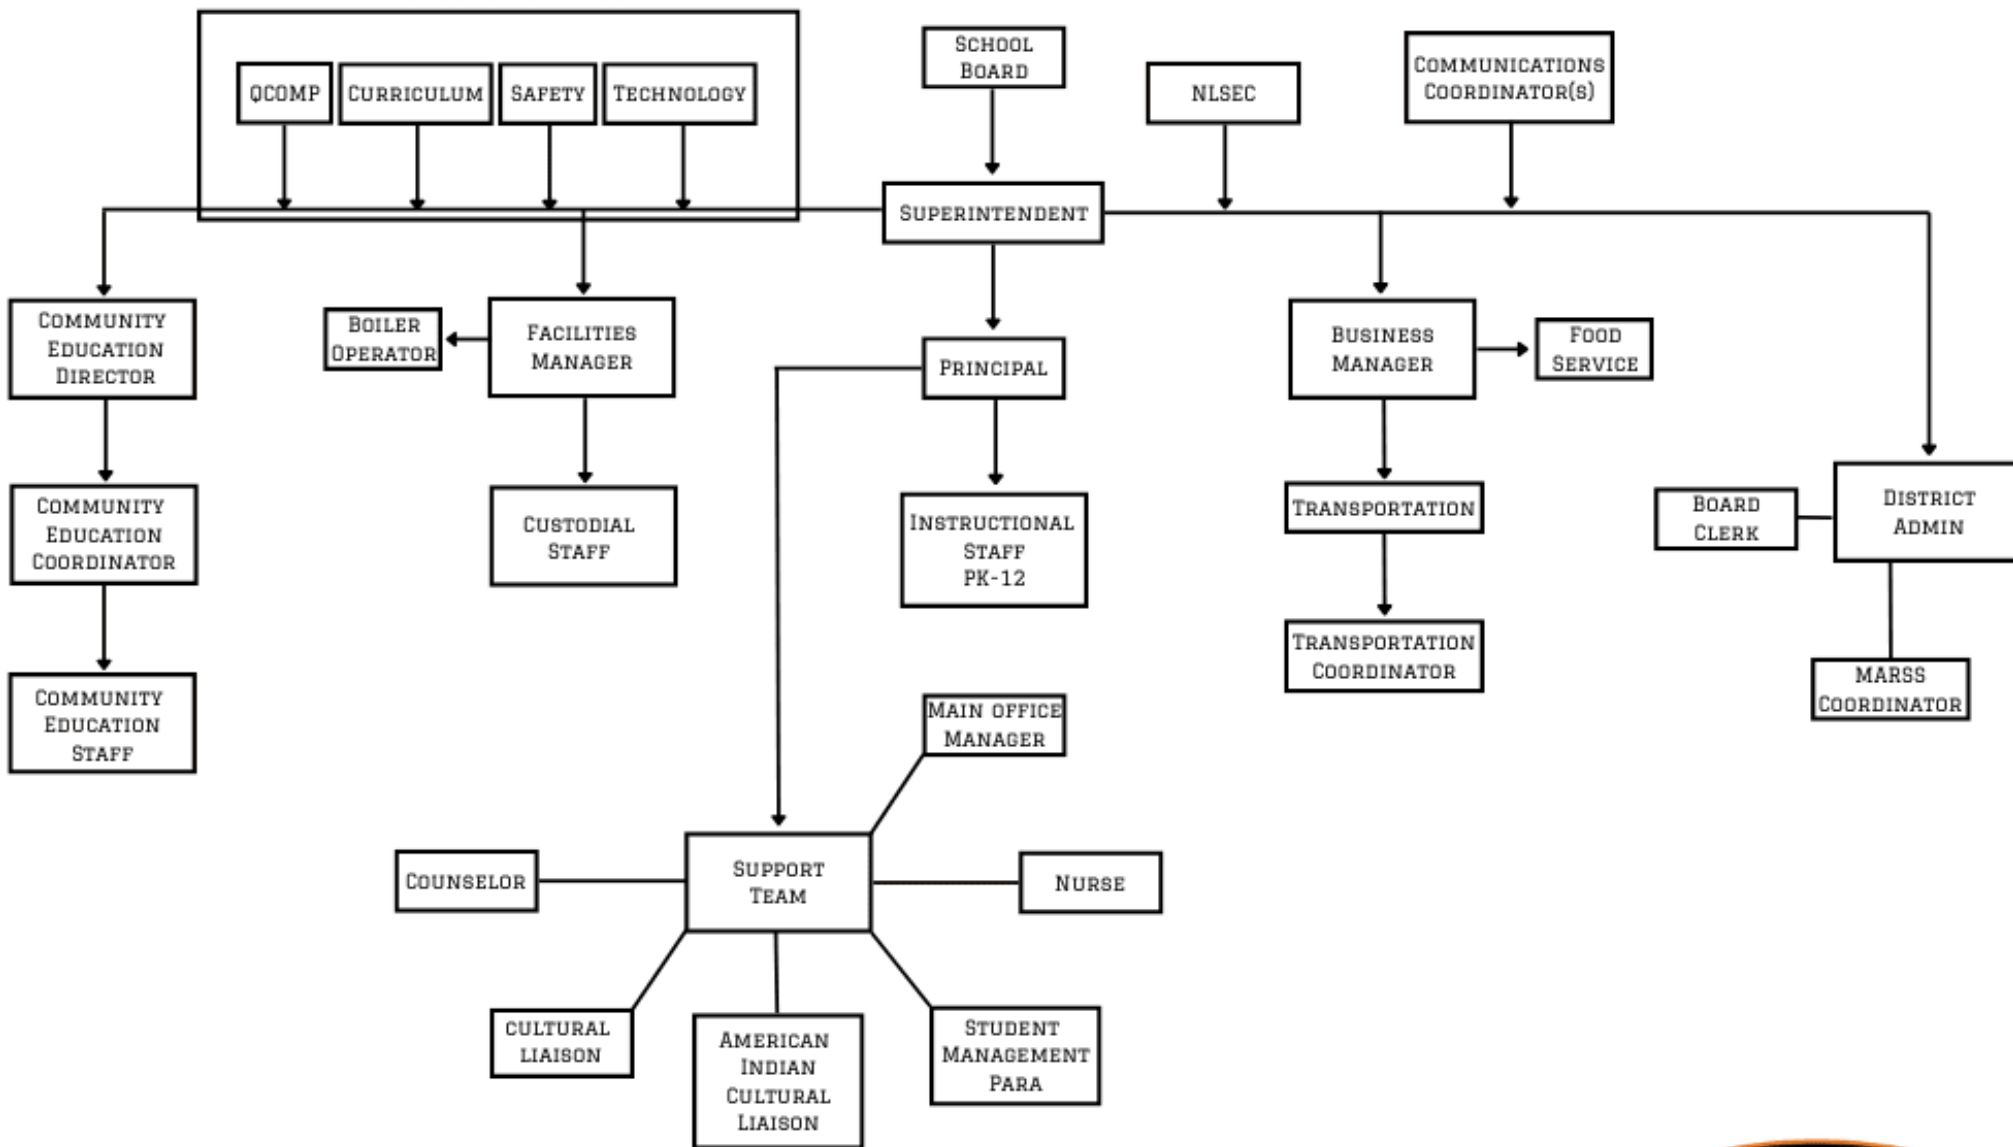 QCOMP
CURRICULUM
SAFETY
TECHNOLOGY
SCHOOL
BOARD
NLSEC
COMMUNICATIONS
COORDINATOR(S)
SUPERINTENDENT
COMMUNITY
EDUCATION
DIRECTOR
BOILER
OPERATOR
FACILITIES
MANAGER
PRINCIPAL
BUSINESS
MANAGER
FOOD
SERVICE
COMMUNITY
EDUCATION
COORDINATOR
CUSTODIAL
STAFF
INSTRUCTIONAL
STAFF
PK-12
TRANSPORTATION
BOARD
CLERK
DISTRICT
ADMIN
COMMUNITY
EDUCATION
STAFF
TRANSPORTATION
COORDINATOR
MARSS
COORDINATOR
MAIN OFFICE
MANAGER
COUNSELOR
SUPPORT
TEAM
NURSE
CULTURAL
LIAISON
AMERICAN
INDIAN
CULTURAL
LIAISON
STUDENT
MANAGEMENT
PARA